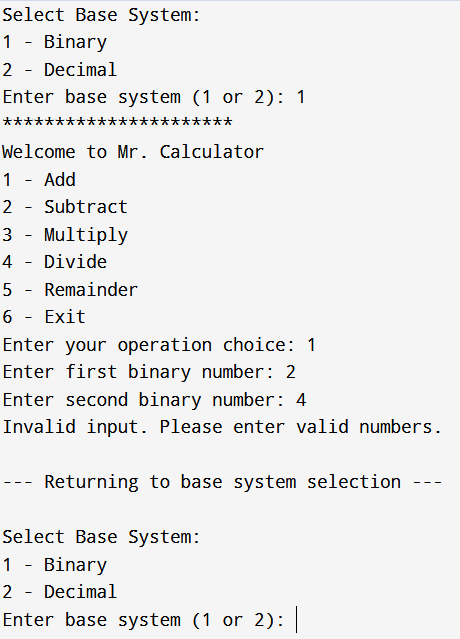 Select Base System:
1 - Binary
2 - Decimal
Enter base system (1 or 2): 1
**********************
Welcome to Mr. Calculator
1 - Add
2 - Subtract
3 - Multiply
4 - Divide
5 - Remainder
6 - Exit
Enter your operation choice: 1
Enter first binary number: 2
Enter second binary number: 4
Invalid input. Please enter valid numbers.
--- Returning to base system selection ---
Select Base System:
1 - Binary
2 - Decimal
Enter base system (1 or 2):